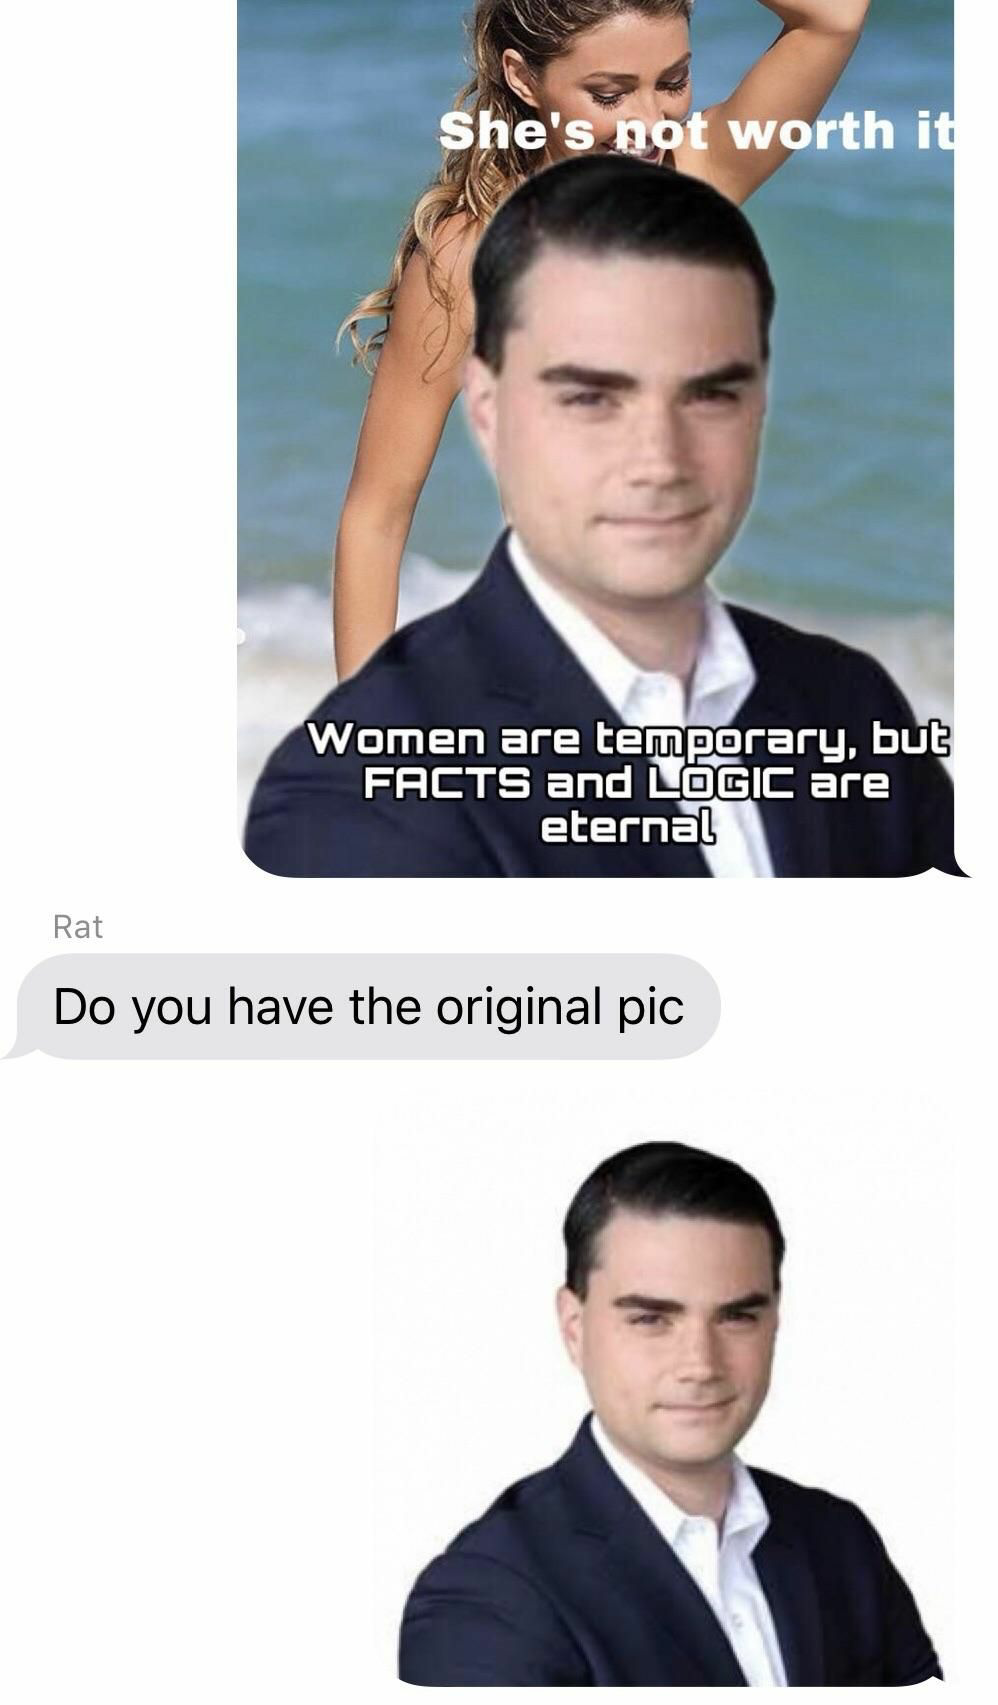 She's not worth it
Women are temporary, but
FACTS and LOGIC are
eternal
Rat
Do you have the original pic